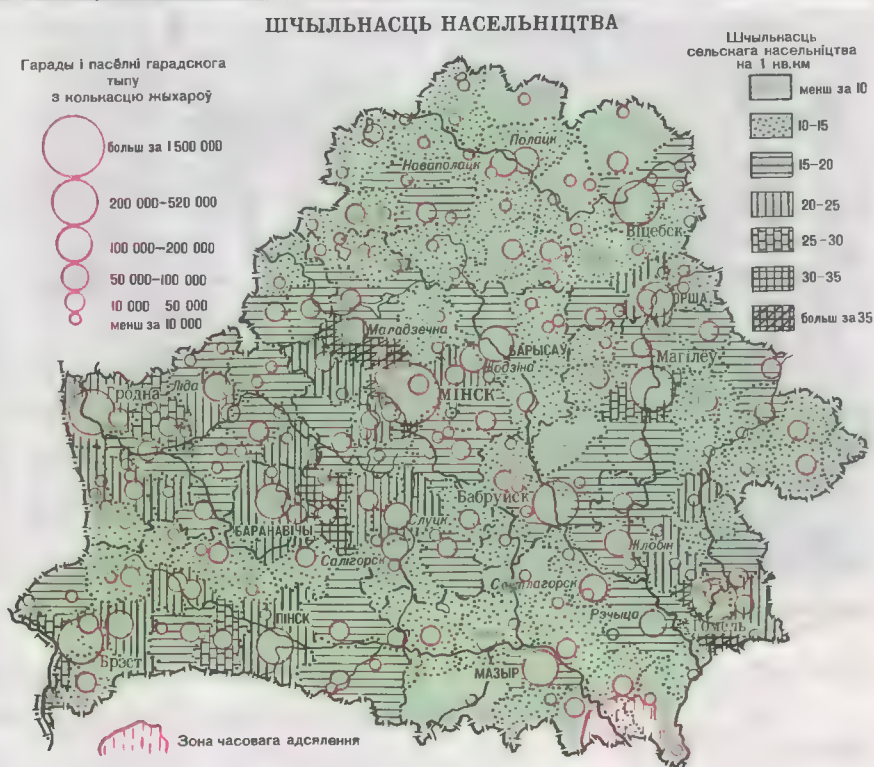 ШЧЫЛЬНАСЦЬ НАСЕЛЬНІЦТВА
Гарады і пасёлкі гарадскога
тыпу
з колькасцю жыхароў
больш за 1 500 000
200 000–520 000
100 000–200 000
50 000–100 000
10 000 50 000
менш за 10 000
Шчыльнасць
сельскага насельніцтва
на 1 кв.км
менш за 10
10–15
15–20
20–25
25–30
30–35
больш за 35
Полацк
Наваполацк
Віцебск
ОРША
Маладзечна
БАРЫСАЎ
Жодзіна
Магілёў
Гродна
Ліда
МІНСК
Бабруйск
БАРАНАВІЧЫ
Слуцк
Салігорск
Жлобін
Светлагорск
Рэчыца
Гомель
ПІНСК
Брэст
МАЗЫР
Зона часовага адсялення